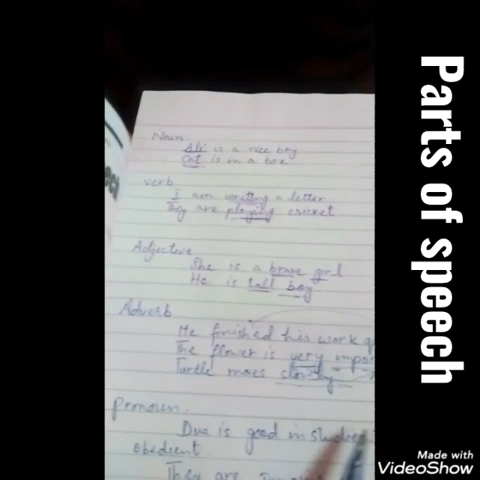 Noun
Ali is a nice boy
Cat is in a box
verb
I am writting a letter
They are playing cricket
Adjective
She is a brave girl
He is tall boy
Adverb
He finished his work
The flower is very
Turtle moves slowly
Pronoun
Dua is good in studies
obedient.
They are
Parts of speech
Made with
VideoShow